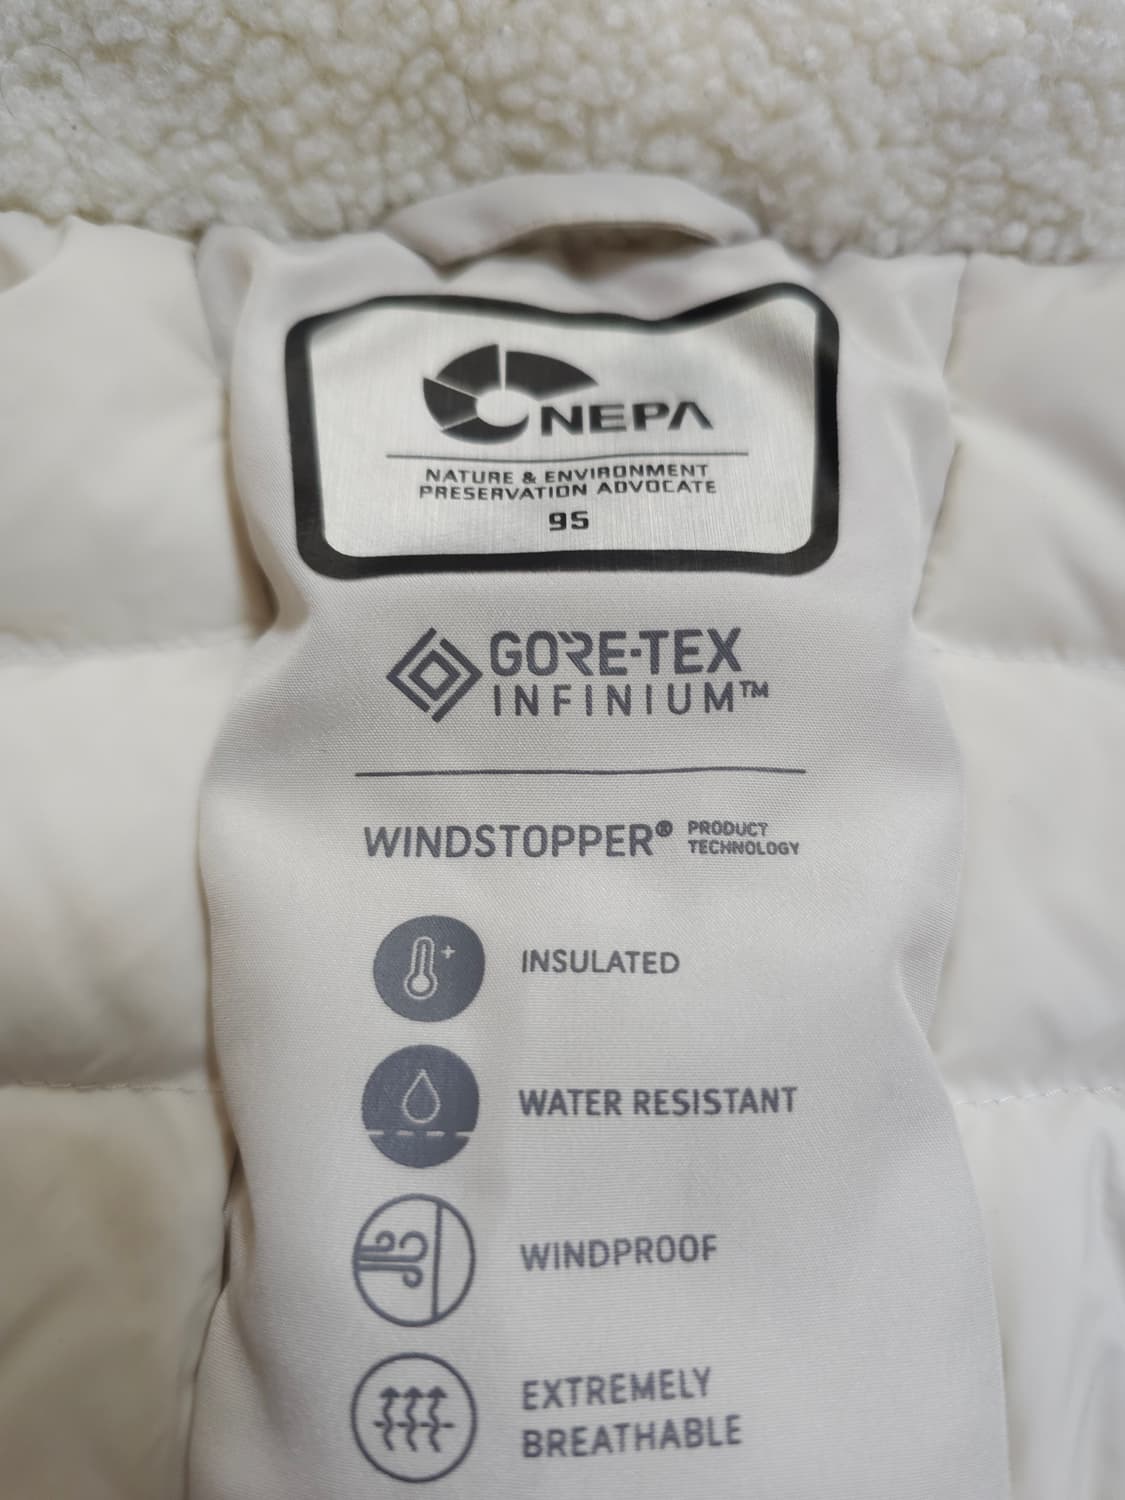 NEPA
NATURE & ENVIRONMENT
PRESERVATION ADVOCATE
95
GORE-TEX
INFINIUM™
WINDSTOPPER® PRODUCT
TECHNOLOGY
INSULATED
WATER RESISTANT
WINDPROOF
EXTREMELY
BREATHABLE